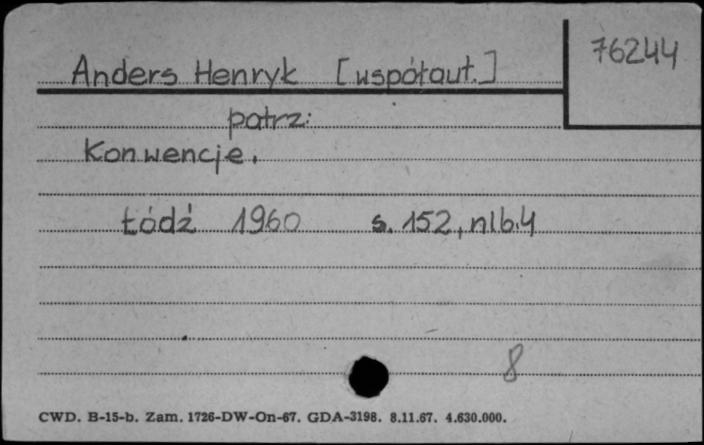 76244
Anders Henryk [współaut.]
patrz:
Konwencje.
Łódź 1960 s. 152, nlb. 4
8
CWD. B-15-b. Zam. 1726-DW-On-67. GDA-3198. 8.11.67. 4.630.000.